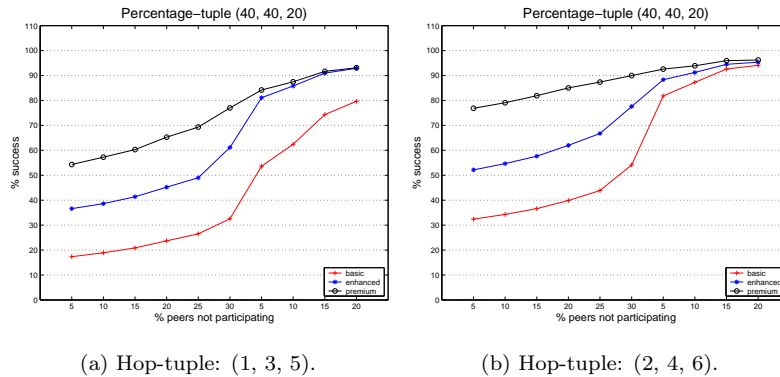 Percentage−tuple (40, 40, 20)
110
100
90
80
70
60
50
40
30
20
10
0
% success
5 10 15 20 25 30 5 10 15 20
% peers not participating
basic
enhanced
premium
(a) Hop-tuple: (1, 3, 5).
Percentage−tuple (40, 40, 20)
110
100
90
80
70
60
50
40
30
20
10
0
% success
5 10 15 20 25 30 5 10 15 20
% peers not participating
basic
enhanced
premium
(b) Hop-tuple: (2, 4, 6).